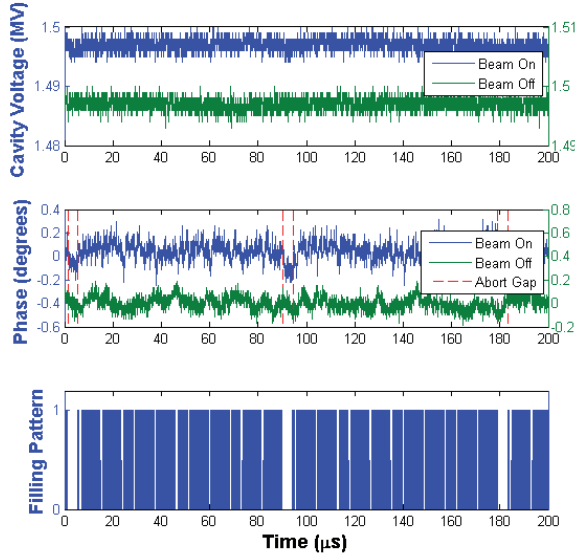 1.5
1.49
1.48
Cavity Voltage (MV)
1.51
1.5
1.49
Beam On
Beam Off
0 20 40 60 80 100 120 140 160 180 200
0.4
0.2
0
-0.2
-0.4
-0.6
Phase (degrees)
0.8
0.6
0.4
0.2
0
-0.2
Beam On
Beam Off
Abort Gap
0 20 40 60 80 100 120 140 160 180 200
1
0
Filling Pattern
0 20 40 60 80 100 120 140 160 180 200
Time (μs)